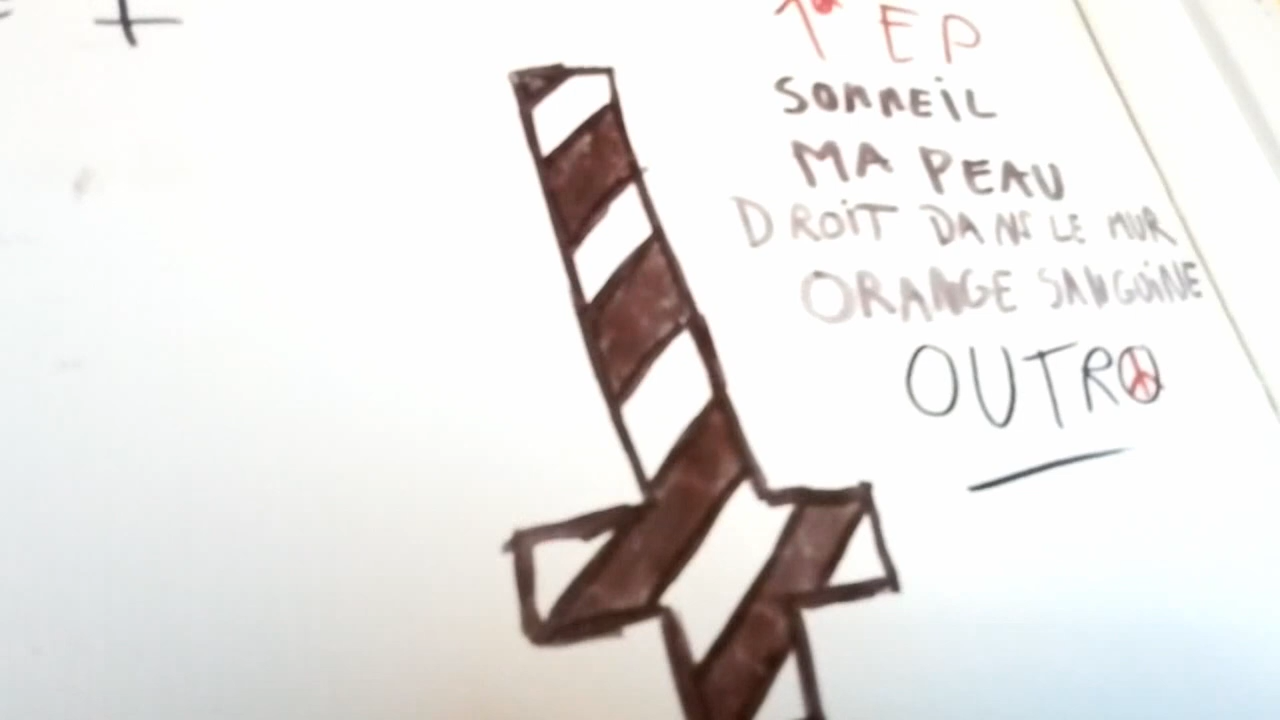 EP
SOMMEIL
MA PEAU
DROiT DANS LE MUR
ORANGE SANGUiNE
OUTRO